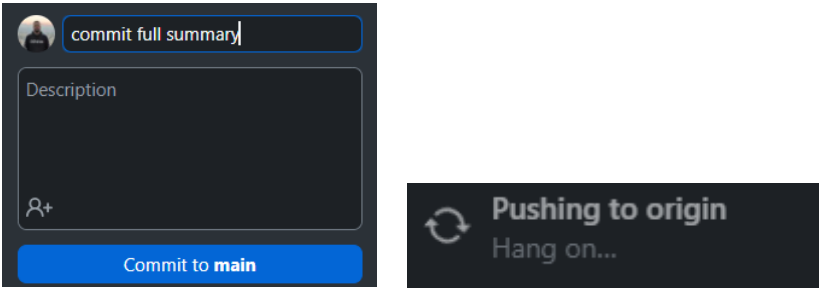 commit full summary
Description
Commit to main
Pushing to origin
Hang on...